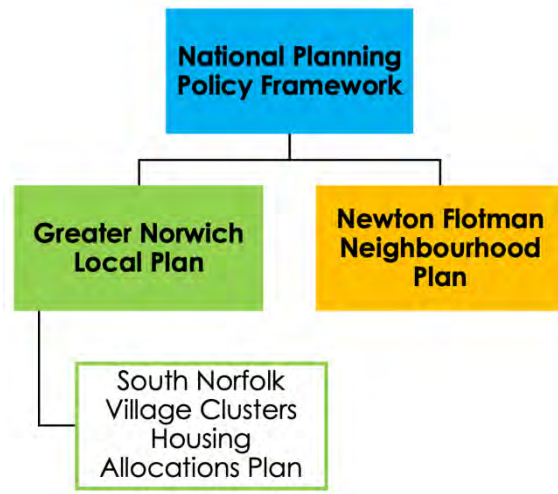 National Planning
Policy Framework
Greater Norwich
Local Plan
Newton Flotman
Neighbourhood
Plan
South Norfolk
Village Clusters
Housing
Allocations Plan